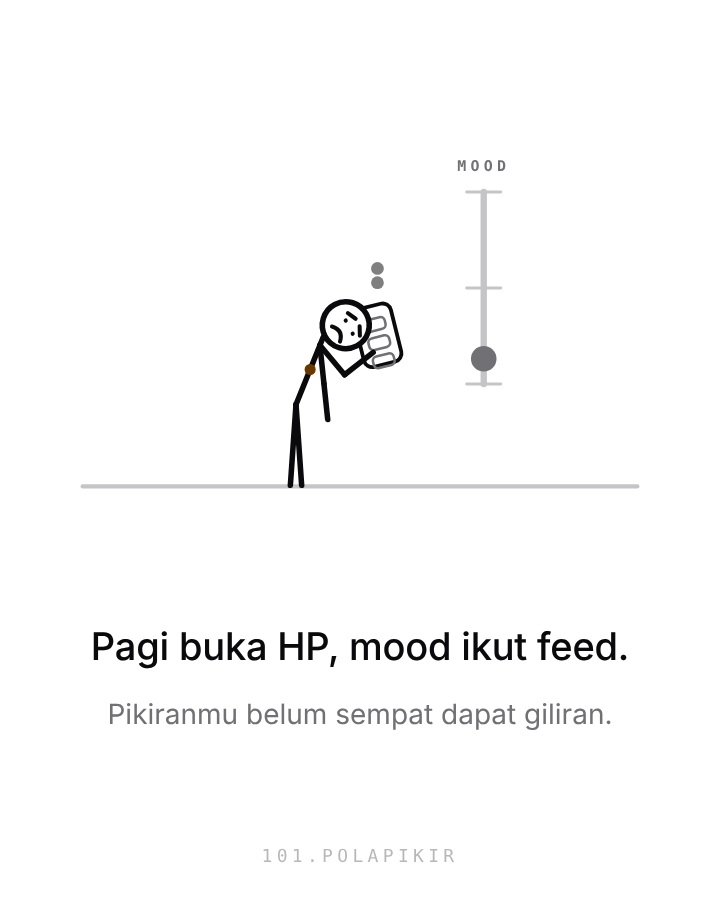 MOOD
Pagi buka HP, mood ikut feed.
Pikiranmu belum sempat dapat giliran.
101.POLAPIKIR